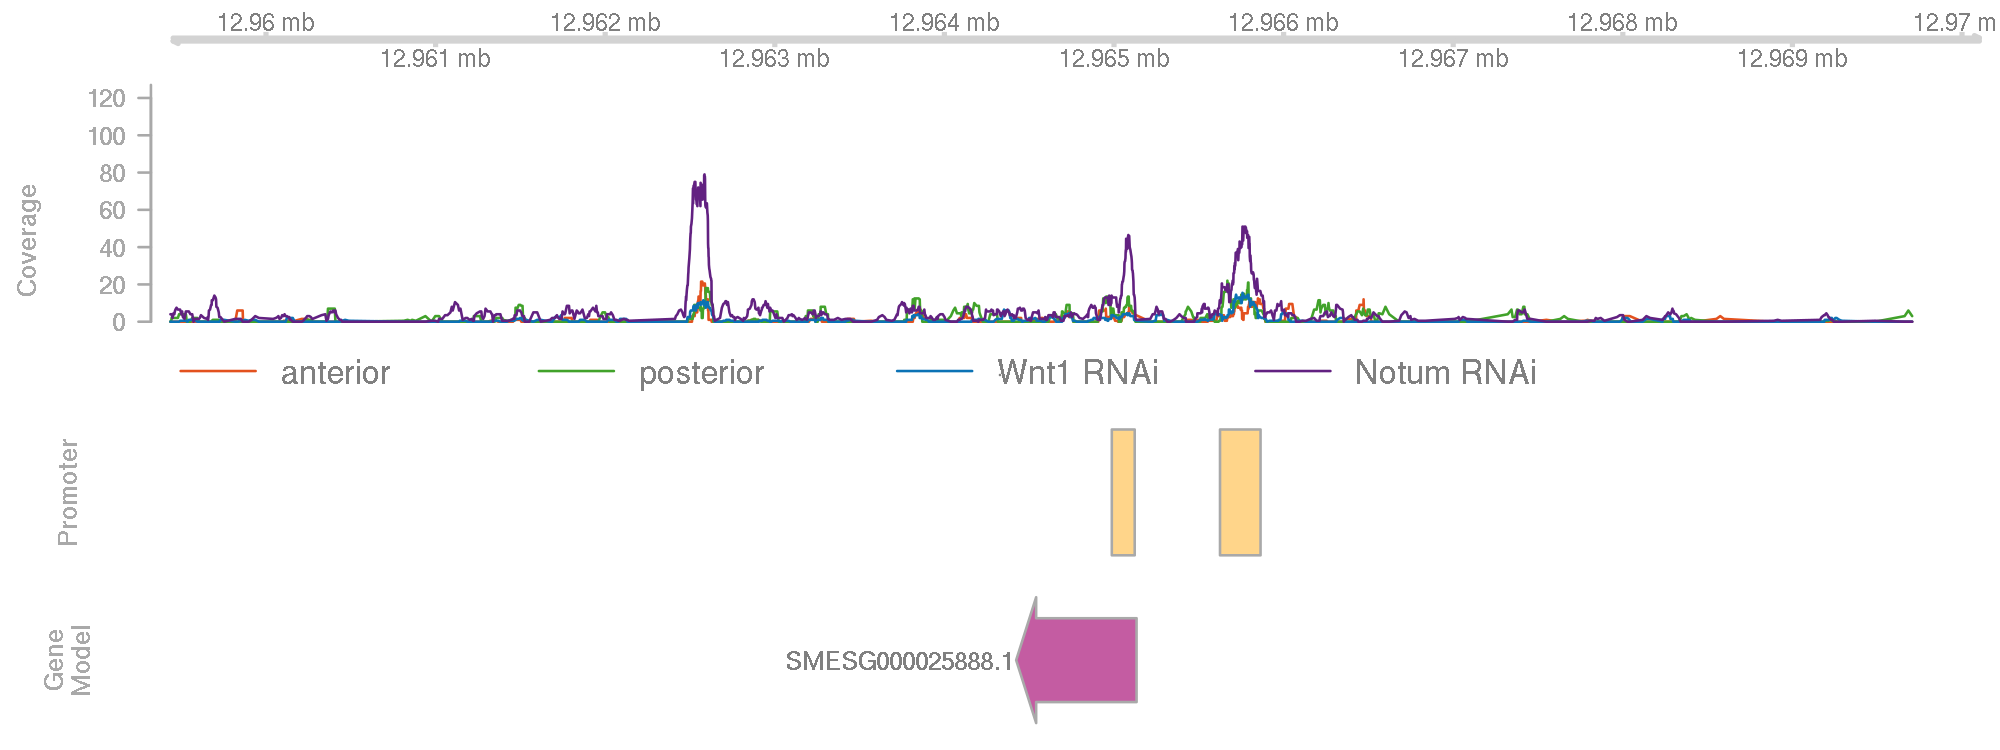 12.96 mb 12.962 mb 12.964 mb 12.966 mb 12.968 mb 12.97 m
12.961 mb 12.963 mb 12.965 mb 12.967 mb 12.969 mb
120
100
80
60
40
20
0
Coverage
anterior posterior Wnt1 RNAi Notum RNAi
Promoter
Gene
Model
SMESG000025888.1